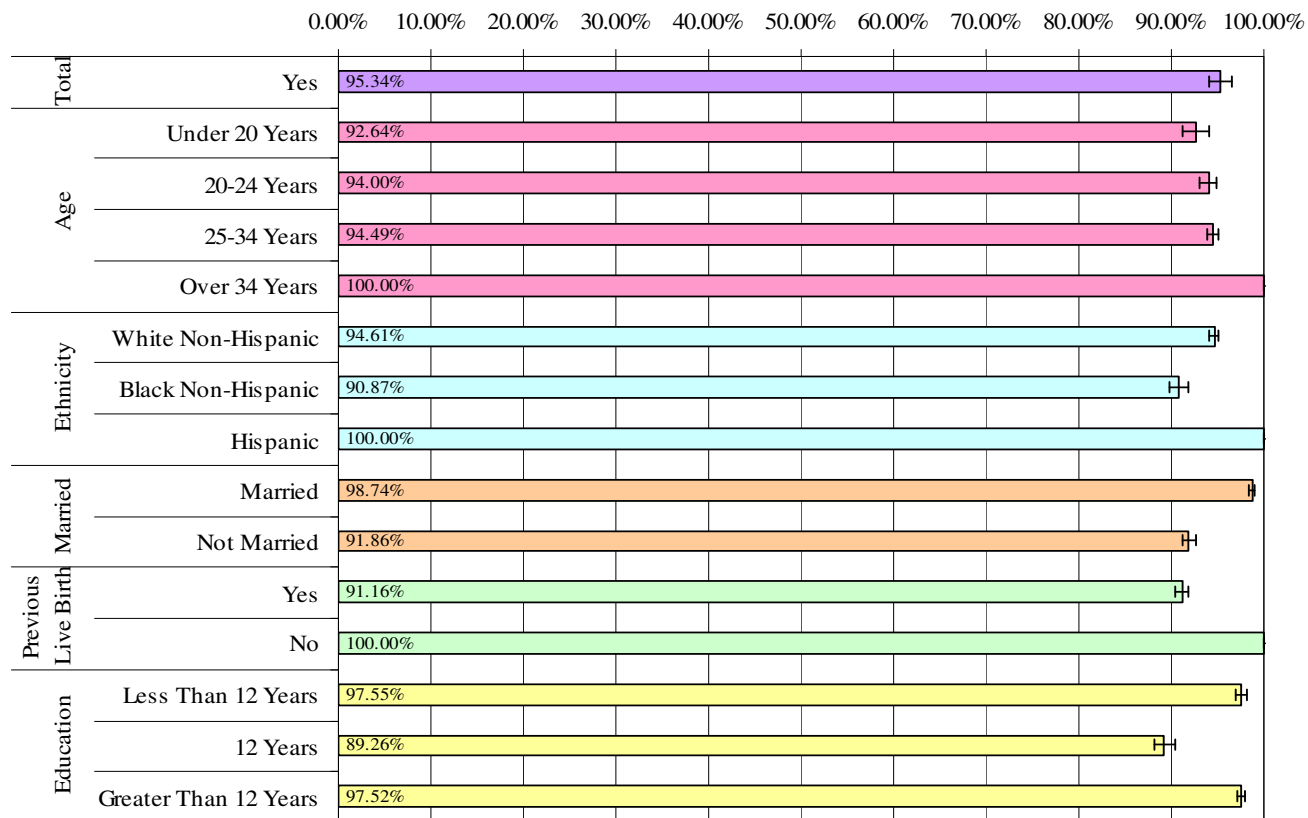 0.00% 10.00% 20.00% 30.00% 40.00% 50.00% 60.00% 70.00% 80.00% 90.00% 100.00%
Total
Yes 95.34%
Age
Under 20 Years 92.64%
20-24 Years 94.00%
25-34 Years 94.49%
Over 34 Years 100.00%
Ethnicity
White Non-Hispanic 94.61%
Black Non-Hispanic 90.87%
Hispanic 100.00%
Married
Married 98.74%
Not Married 91.86%
Previous
Live Birth
Yes 91.16%
No 100.00%
Education
Less Than 12 Years 97.55%
12 Years 89.26%
Greater Than 12 Years 97.52%